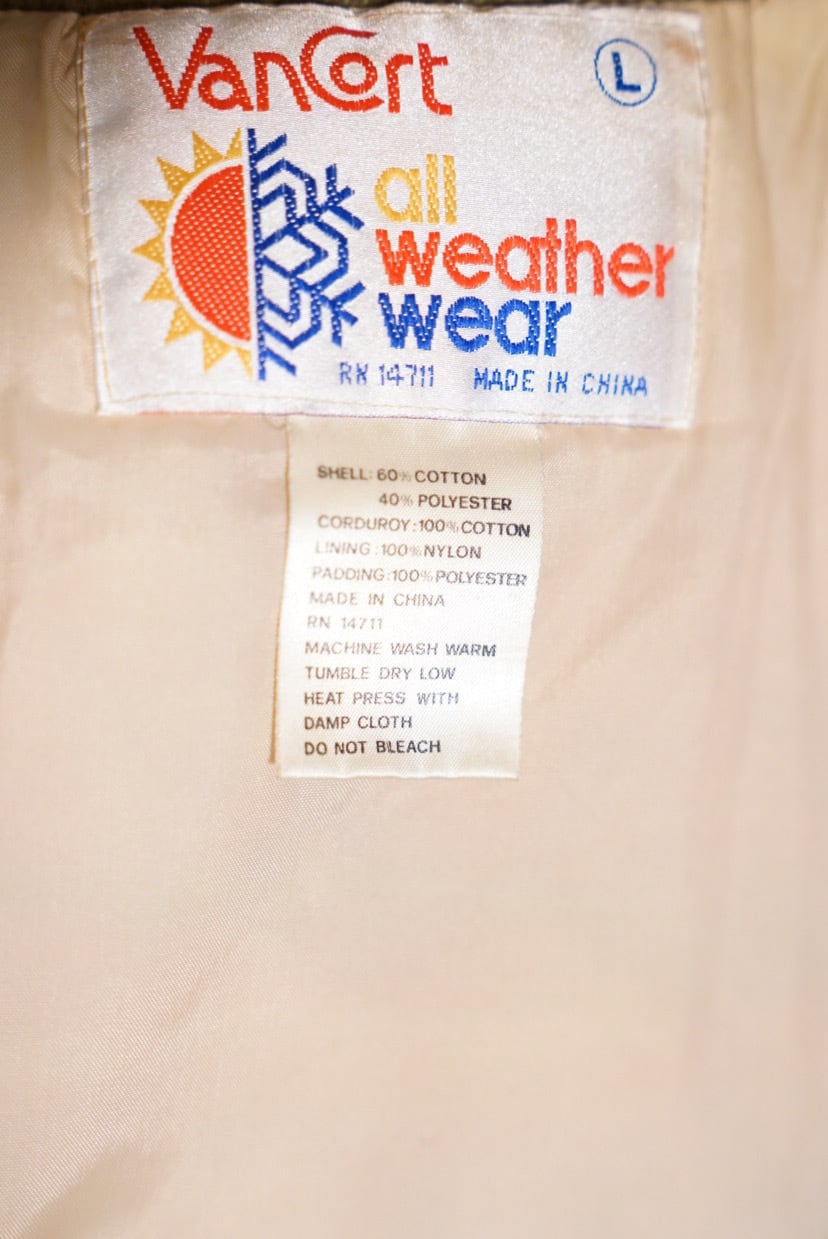 VanCort
L
all
weather
wear
RN 14711 MADE IN CHINA
SHELL: 60% COTTON
40% POLYESTER
CORDUROY: 100% COTTON
LINING: 100% NYLON
PADDING: 100% POLYESTER
MADE IN CHINA
RN 14711
MACHINE WASH WARM
TUMBLE DRY LOW
HEAT PRESS WITH
DAMP CLOTH
DO NOT BLEACH